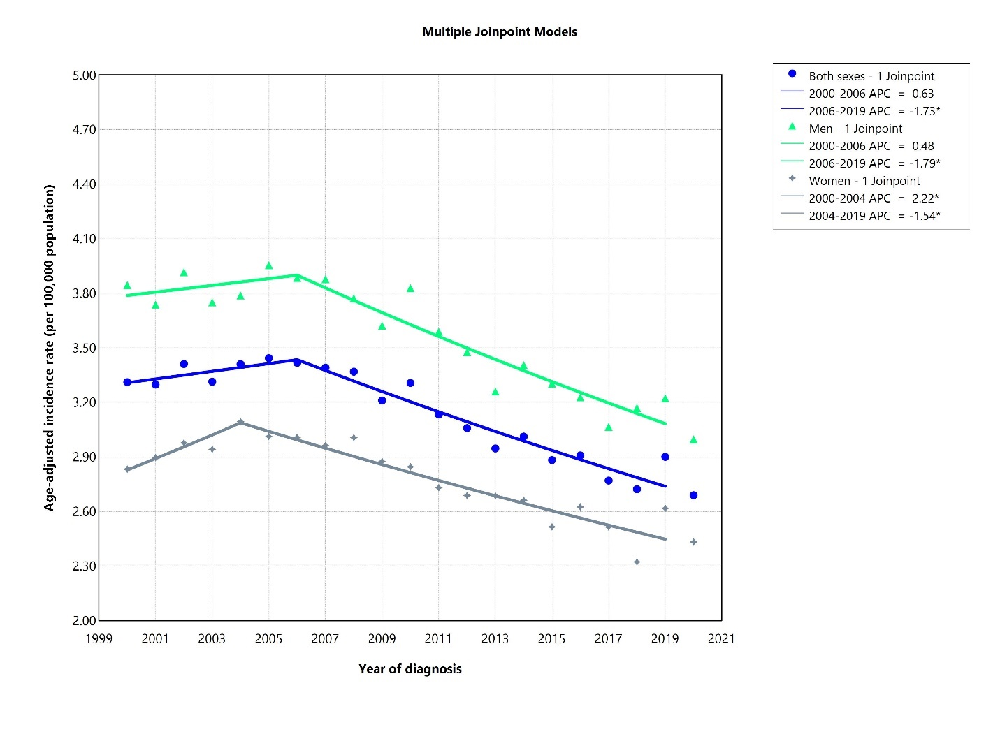 Multiple Joinpoint Models
5.00
4.70
4.40
4.10
3.80
3.50
3.20
2.90
2.60
2.30
2.00
Age-adjusted incidence rate (per 100,000 population)
1999 2001 2003 2005 2007 2009 2011 2013 2015 2017 2019 2021
Year of diagnosis
Both sexes - 1 Joinpoint
2000-2006 APC = 0.63
2006-2019 APC = -1.73*
Men - 1 Joinpoint
2000-2006 APC = 0.48
2006-2019 APC = -1.79*
Women - 1 Joinpoint
2000-2004 APC = 2.22*
2004-2019 APC = -1.54*